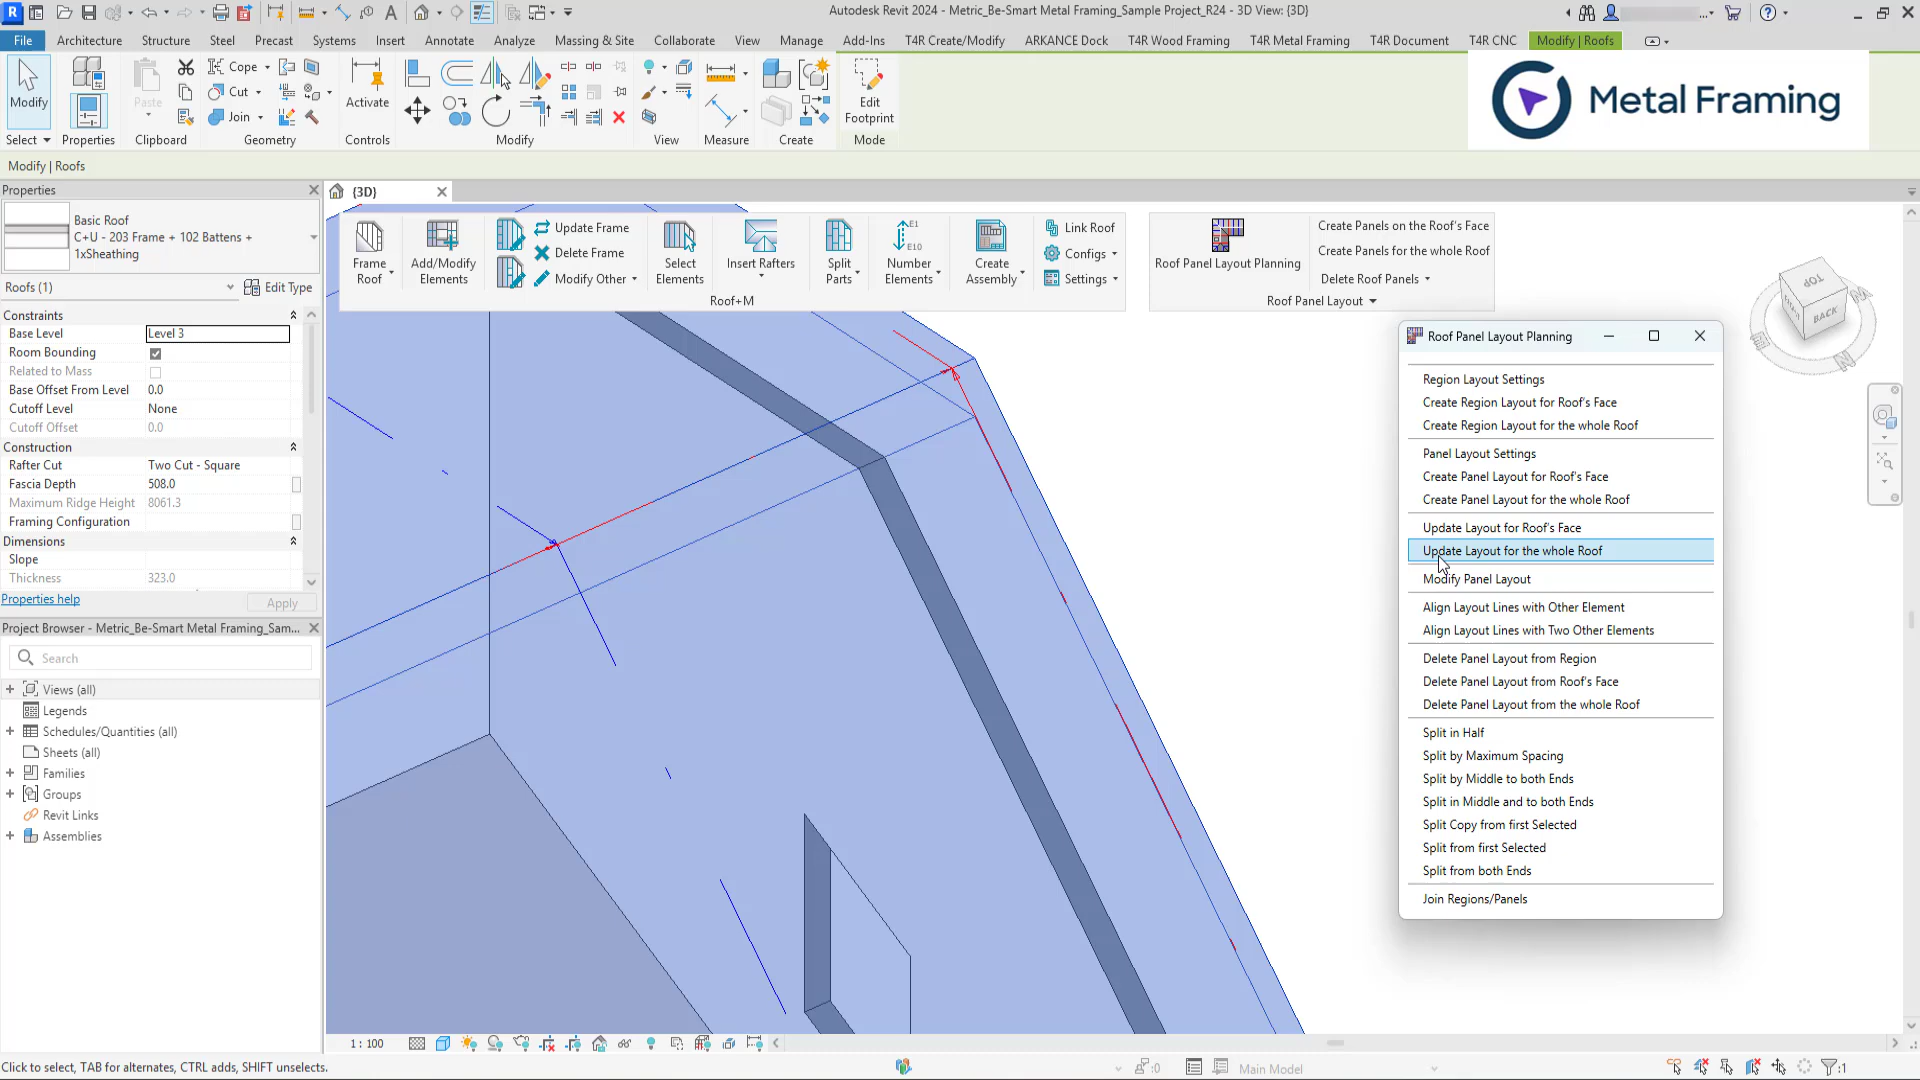 Autodesk Revit 2024 - Metric_Be-Smart Metal Framing_Sample Project_R24 - 3D View: {3D}
File Architecture Structure Steel Precast Systems Insert Annotate Analyze Massing & Site Collaborate View Manage Add-Ins T4R Create/Modify ARKANCE Dock T4R Wood Framing T4R Metal Framing T4R Document T4R CNC Modify | Roofs
Modify
Paste
Cope
Cut
Join
Activate
Edit
Footprint
Select Properties Clipboard Geometry Controls Modify View Measure Create Mode
Metal Framing
Modify | Roofs
Properties
{3D}
Basic Roof
C+U - 203 Frame + 102 Battens +
1xSheathing
Roofs (1) Edit Type
Constraints
Base Level Level 3
Room Bounding
Related to Mass
Base Offset From Level 0.0
Cutoff Level None
Cutoff Offset 0.0
Construction
Rafter Cut Two Cut - Square
Fascia Depth 508.0
Maximum Ridge Height 8061.3
Framing Configuration
Dimensions
Slope
Thickness 323.0
Properties help Apply
Project Browser - Metric_Be-Smart Metal Framing_Sam...
Search
Views (all)
Legends
Schedules/Quantities (all)
Sheets (all)
Families
Groups
Revit Links
Assemblies
Frame
Roof
Add/Modify
Elements
Update Frame
Delete Frame
Modify Other
Select
Elements
Insert Rafters
Split
Parts
E1
E10
Number
Elements
Create
Assembly
Link Roof
Configs
Settings
Roof+M
Roof Panel Layout Planning
Create Panels on the Roof's Face
Create Panels for the whole Roof
Delete Roof Panels
Roof Panel Layout
TOP
BACK
Roof Panel Layout Planning
Region Layout Settings
Create Region Layout for Roof's Face
Create Region Layout for the whole Roof
Panel Layout Settings
Create Panel Layout for Roof's Face
Create Panel Layout for the whole Roof
Update Layout for Roof's Face
Update Layout for the whole Roof
Modify Panel Layout
Align Layout Lines with Other Element
Align Layout Lines with Two Other Elements
Delete Panel Layout from Region
Delete Panel Layout from Roof's Face
Delete Panel Layout from the whole Roof
Split in Half
Split by Maximum Spacing
Split by Middle to both Ends
Split in Middle and to both Ends
Split Copy from first Selected
Split from first Selected
Split from both Ends
Join Regions/Panels
1 : 100
Click to select, TAB for alternates, CTRL adds, SHIFT unselects.
:0
Main Model
:1